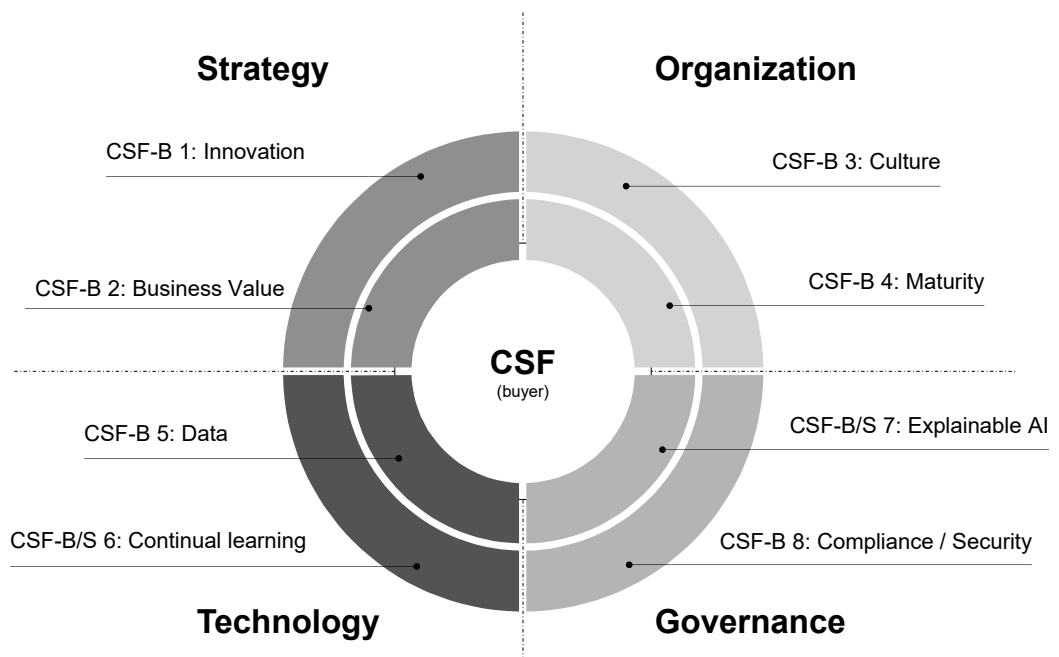 Strategy
Organization
CSF-B 1: Innovation
CSF-B 3: Culture
CSF-B 2: Business Value
CSF-B 4: Maturity
CSF
(buyer)
CSF-B 5: Data
CSF-B/S 7: Explainable AI
CSF-B/S 6: Continual learning
CSF-B 8: Compliance / Security
Technology
Governance